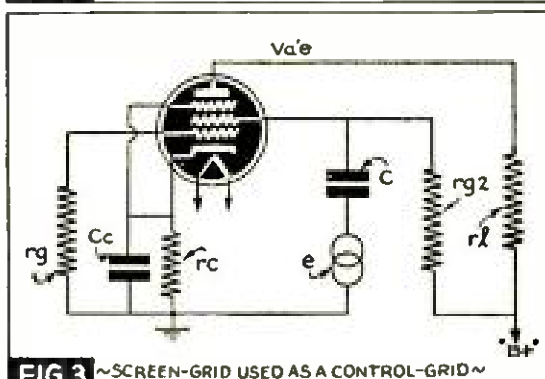 Va'e
C
rg2
rl
rg
Cc
rc
e
"B+"
FIG.3 ~SCREEN-GRID USED AS A CONTROL-GRID~